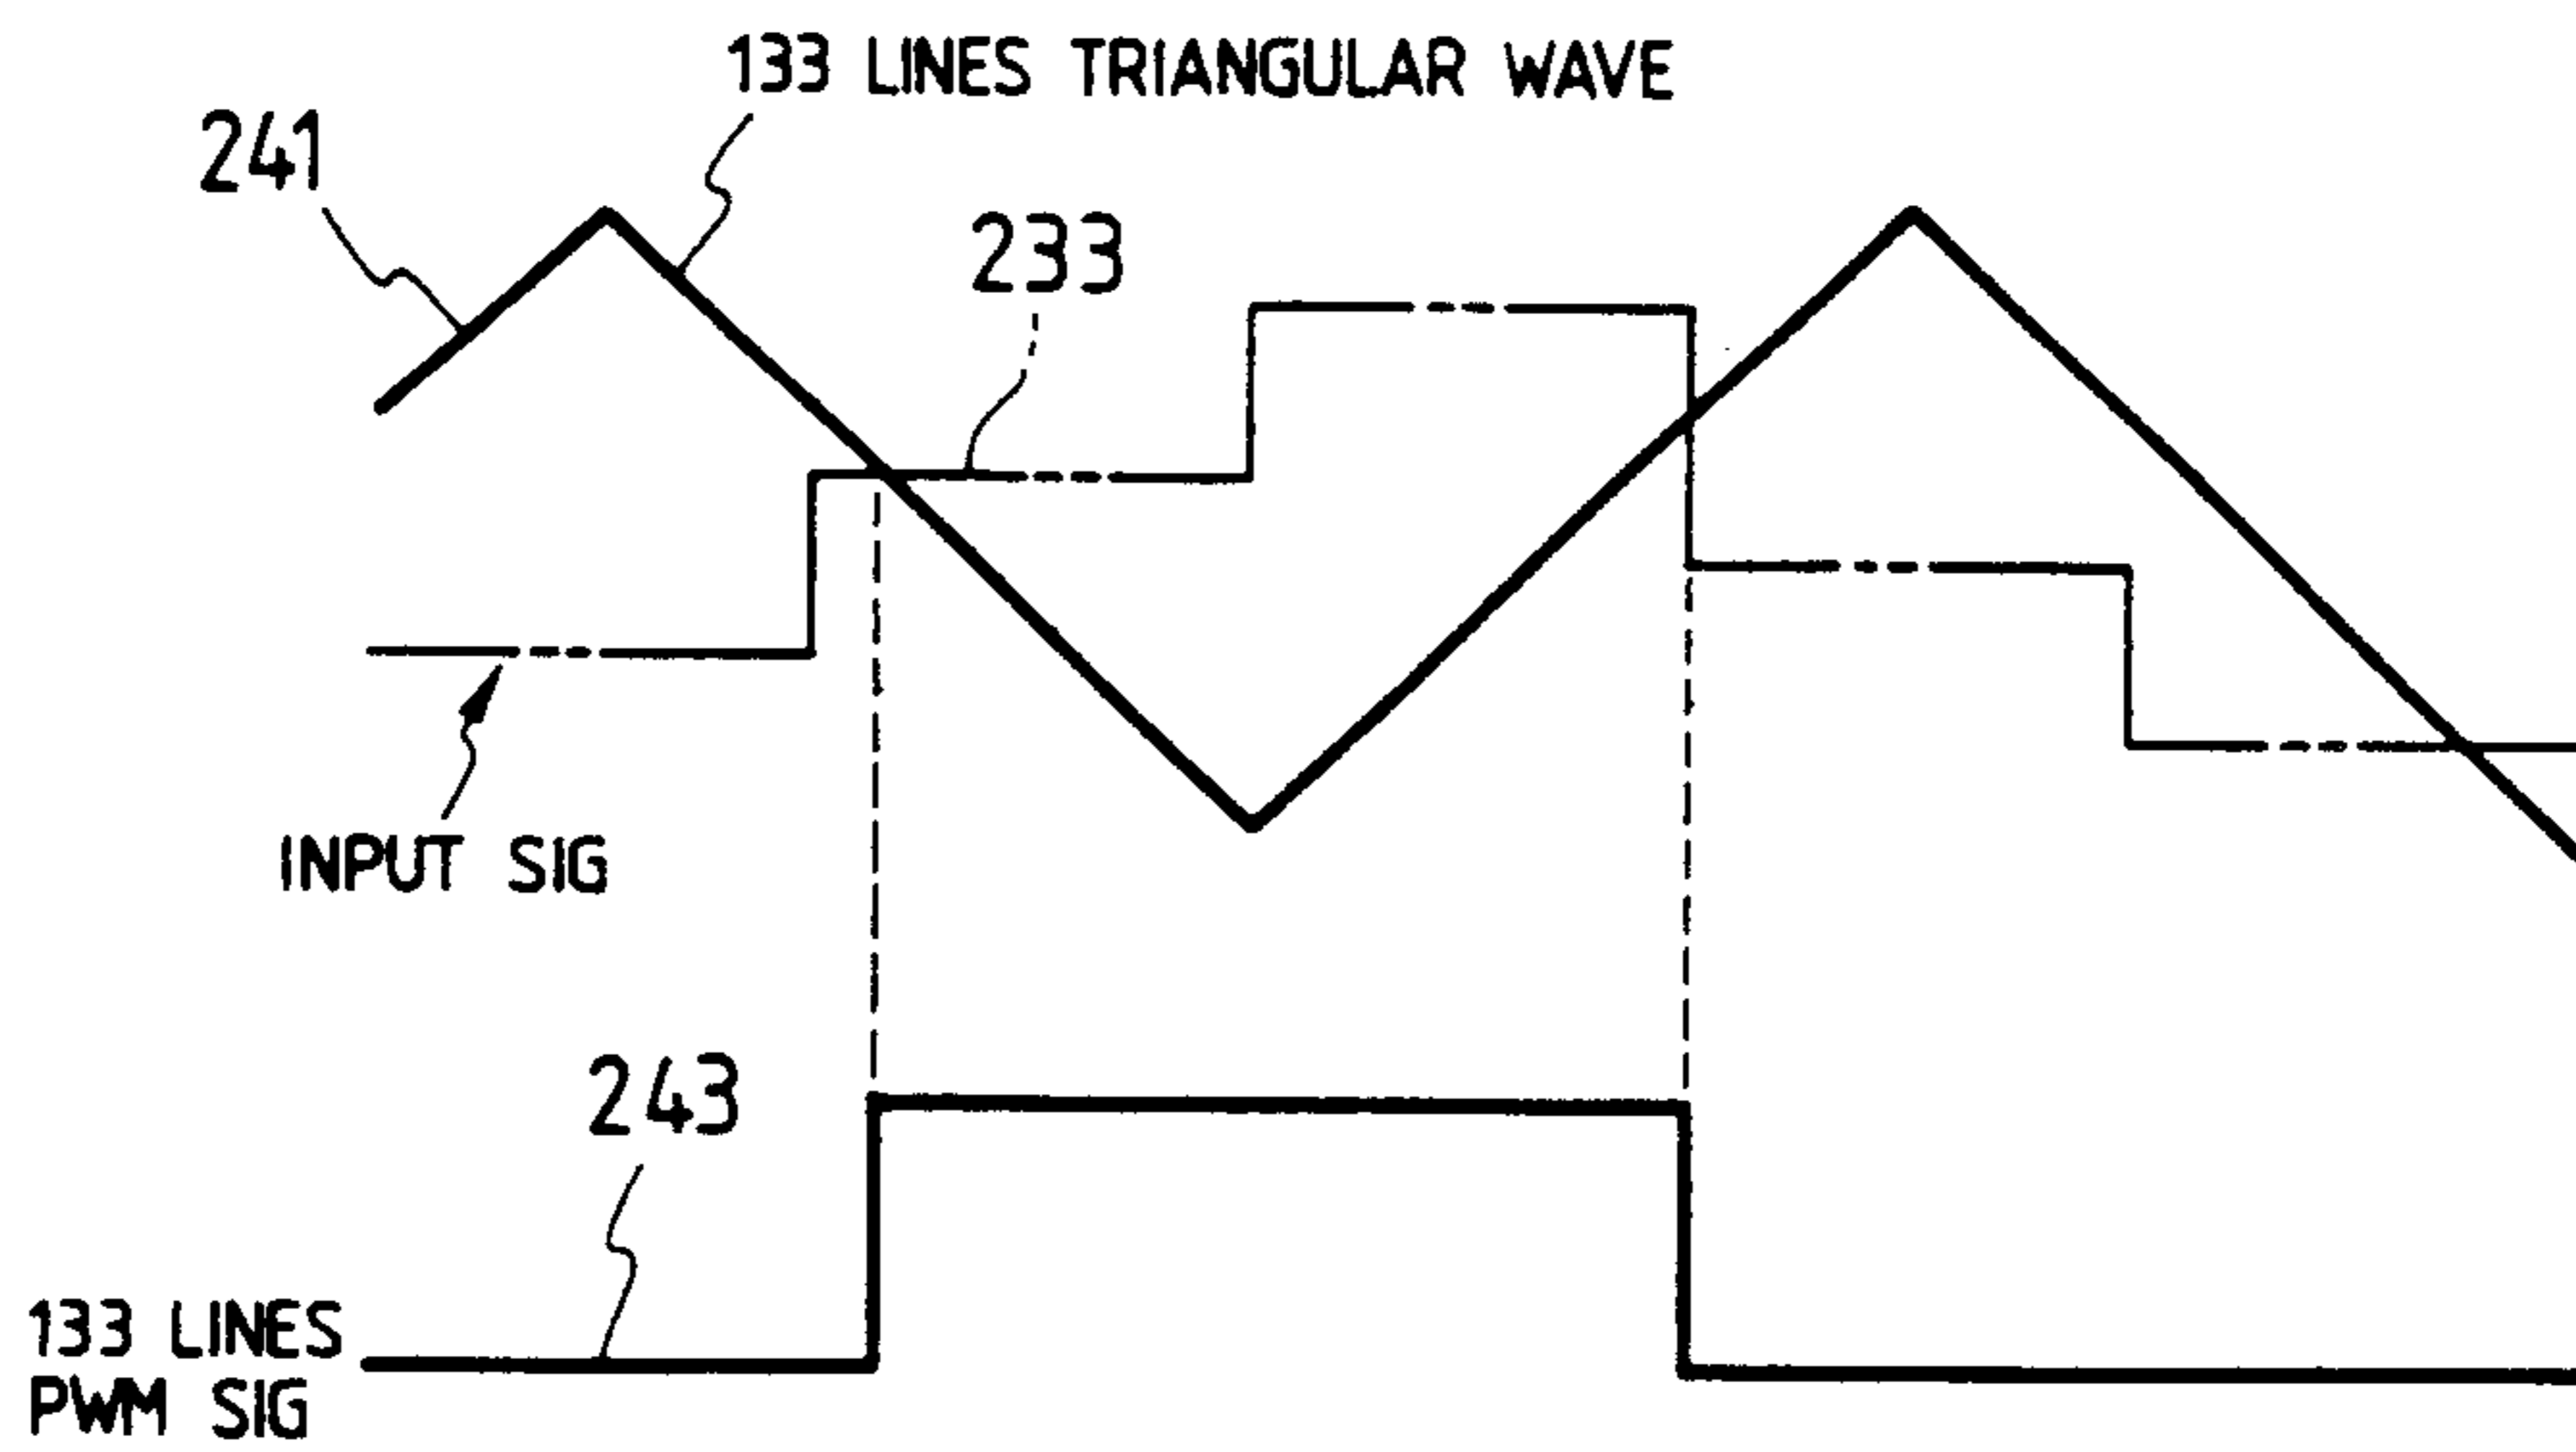 133 LINES TRIANGULAR WAVE
241
233
INPUT SIG
243
133 LINES
PWM SIG